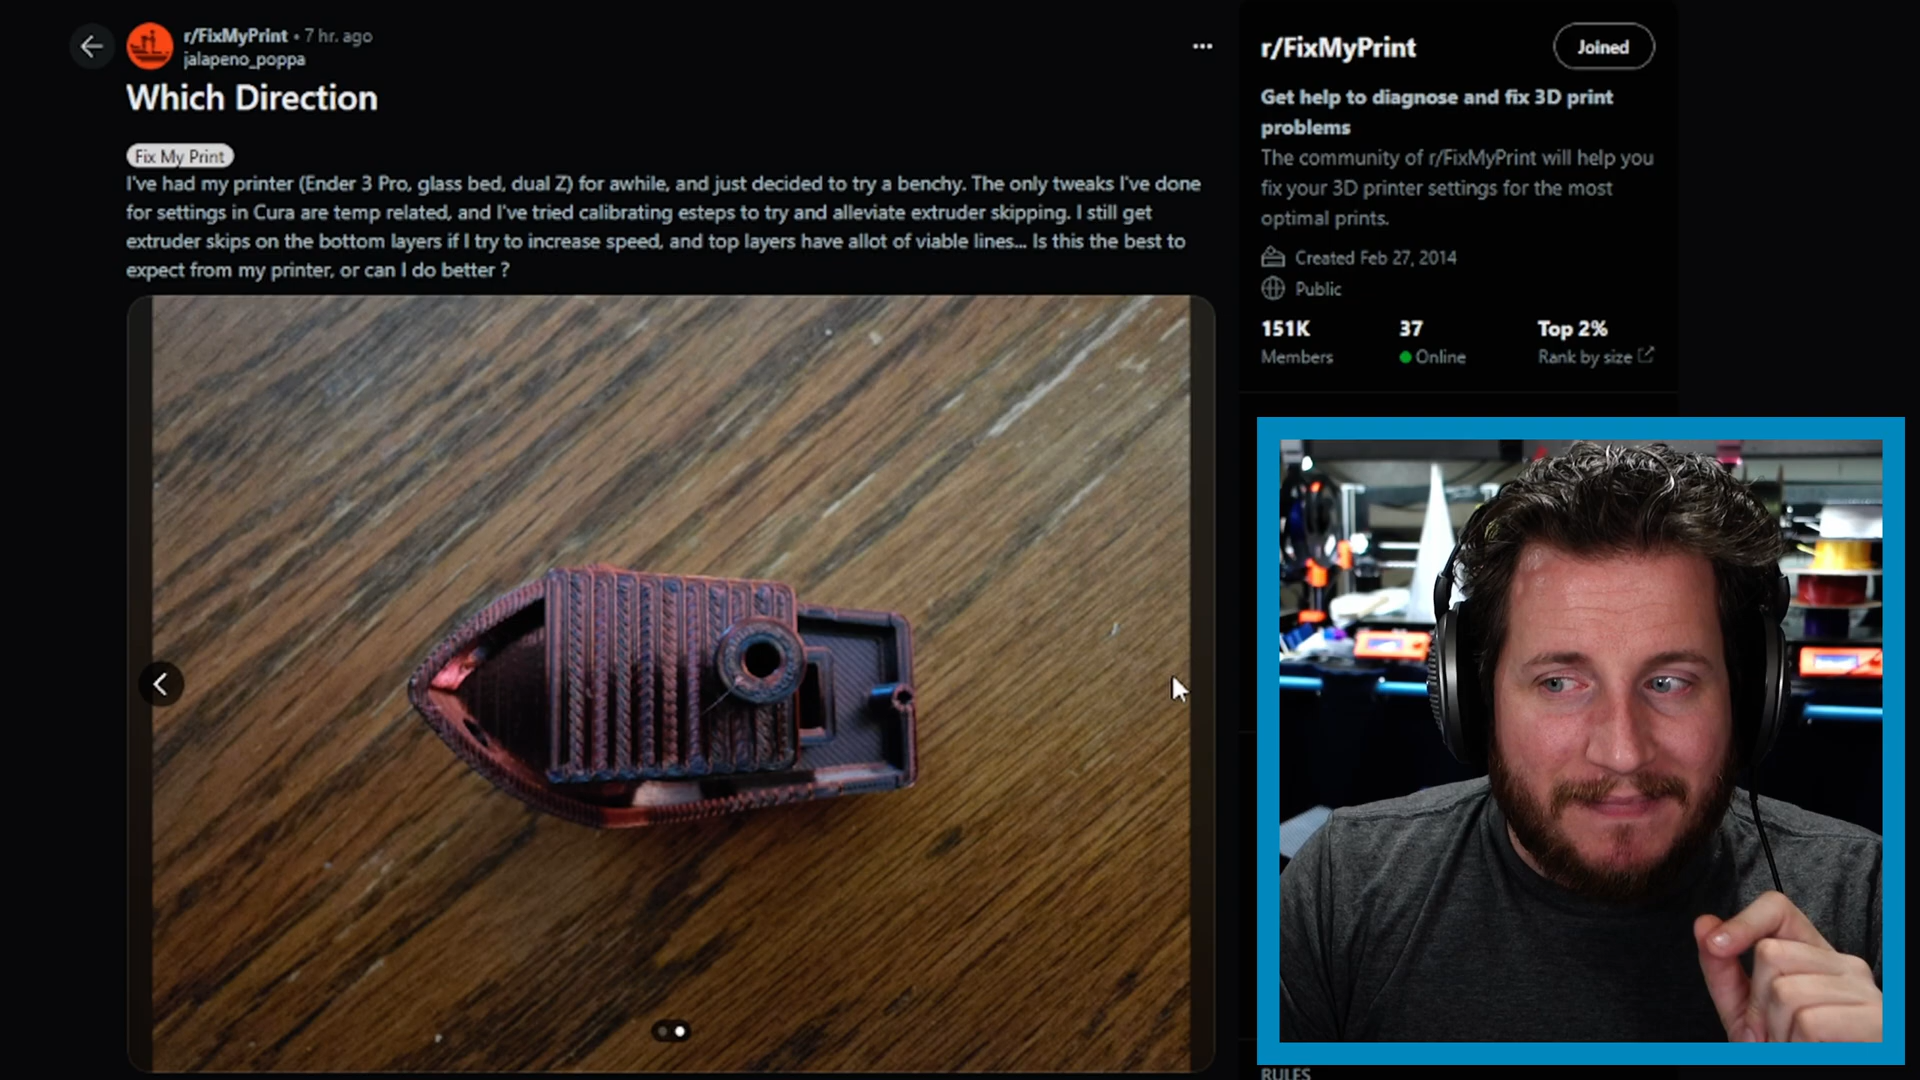 r/FixMyPrint • 7 hr. ago
jalapeno_poppa
Which Direction
Fix My Print
I've had my printer (Ender 3 Pro, glass bed, dual Z) for awhile, and just decided to try a benchy. The only tweaks I've done
for settings in Cura are temp related, and I've tried calibrating esteps to try and alleviate extruder skipping. I still get
extruder skips on the bottom layers if I try to increase speed, and top layers have allot of viable lines... Is this the best to
expect from my printer, or can I do better ?
r/FixMyPrint
Joined
Get help to diagnose and fix 3D print
problems
The community of r/FixMyPrint will help you
fix your 3D printer settings for the most
optimal prints.
Created Feb 27, 2014
Public
151K 37 Top 2%
Members Online Rank by size
RULES